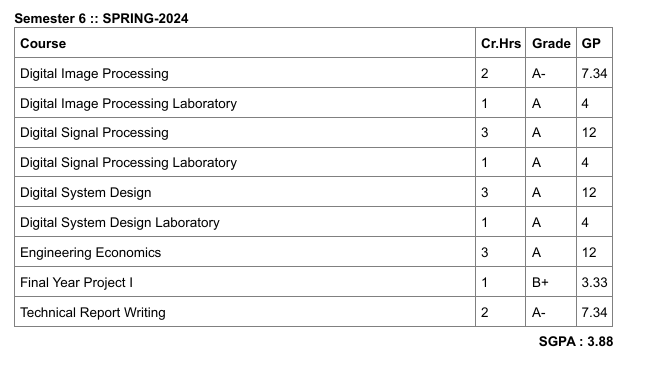 Semester 6 :: SPRING-2024
Course Cr.Hrs Grade GP
Digital Image Processing 2 A- 7.34
Digital Image Processing Laboratory 1 A 4
Digital Signal Processing 3 A 12
Digital Signal Processing Laboratory 1 A 4
Digital System Design 3 A 12
Digital System Design Laboratory 1 A 4
Engineering Economics 3 A 12
Final Year Project I 1 B+ 3.33
Technical Report Writing 2 A- 7.34
SGPA : 3.88